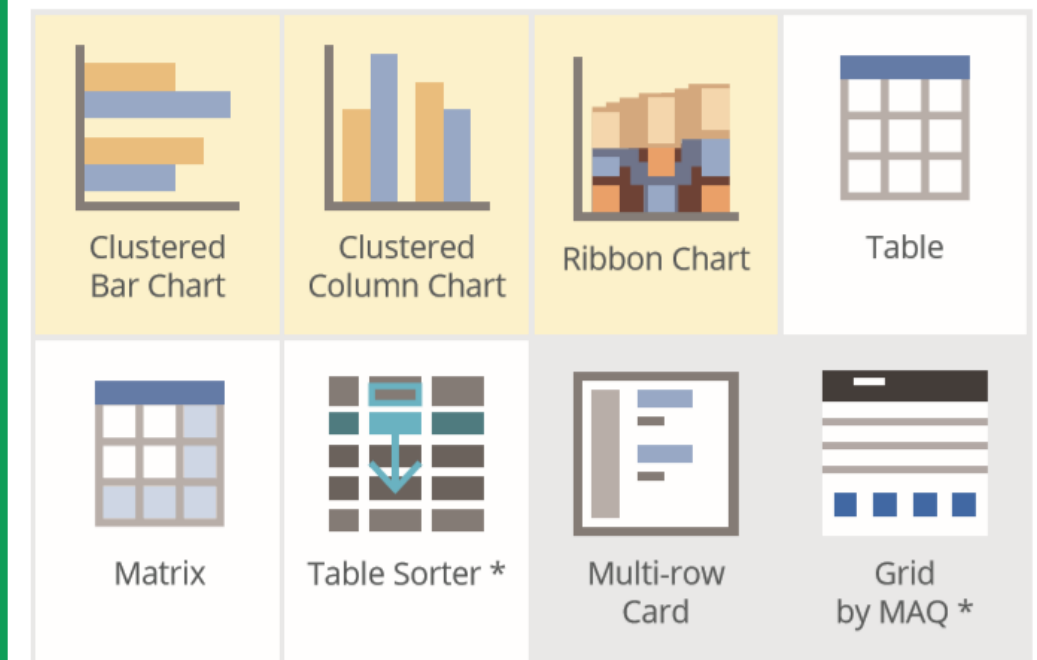 Clustered
Bar Chart
Clustered
Column Chart
Ribbon Chart
Table
Matrix
Table Sorter *
Multi-row
Card
Grid
by MAQ *